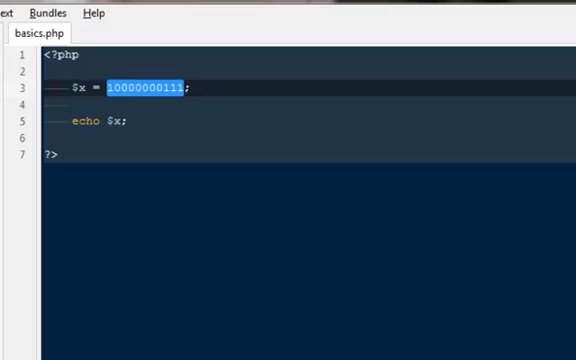 ext Bundles Help
basics.php
1 <?php
2
3 $x = 10000000111;
4
5 echo $x;
6
7 ?>